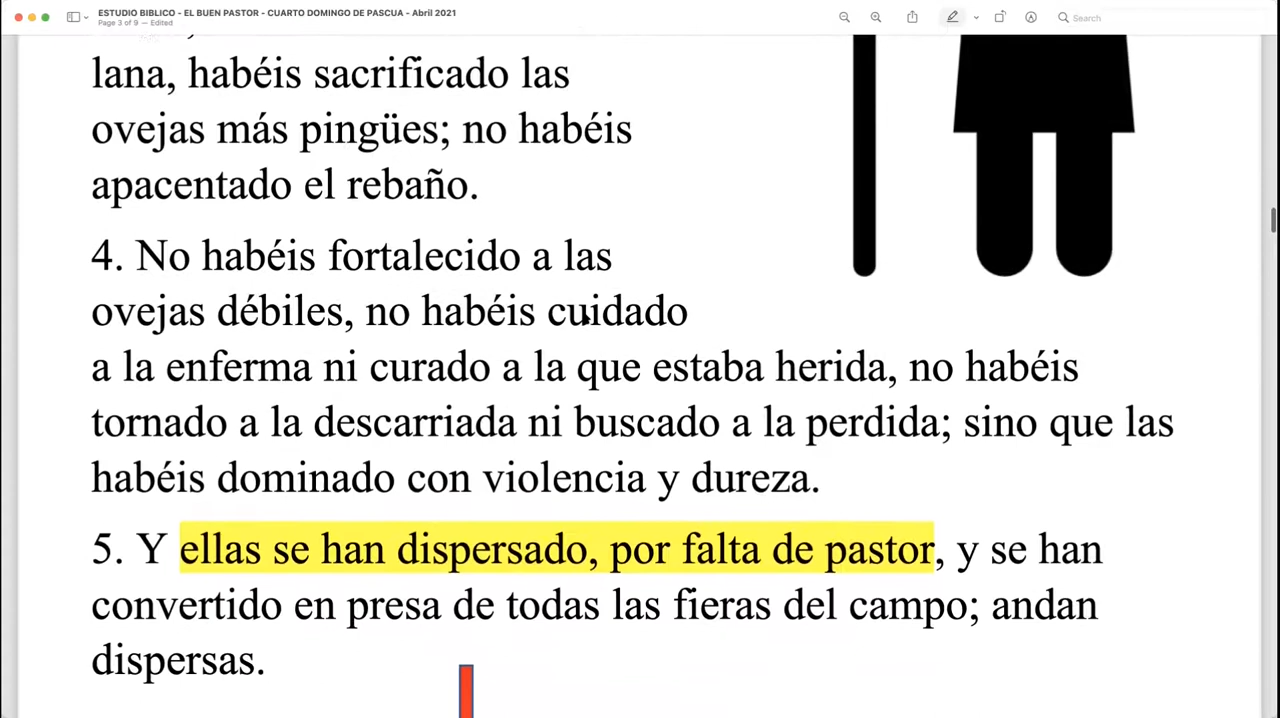 ESTUDIO BIBLICO - EL BUEN PASTOR - CUARTO DOMINGO DE PASCUA - Abril 2021
Page 3 of 9 — Edited
Search
lana, habéis sacrificado las
ovejas más pingües; no habéis
apacentado el rebaño.
4. No habéis fortalecido a las
ovejas débiles, no habéis cuidado
a la enferma ni curado a la que estaba herida, no habéis
tornado a la descarriada ni buscado a la perdida; sino que las
habéis dominado con violencia y dureza.
5. Y ellas se han dispersado, por falta de pastor, y se han
convertido en presa de todas las fieras del campo; andan
dispersas.